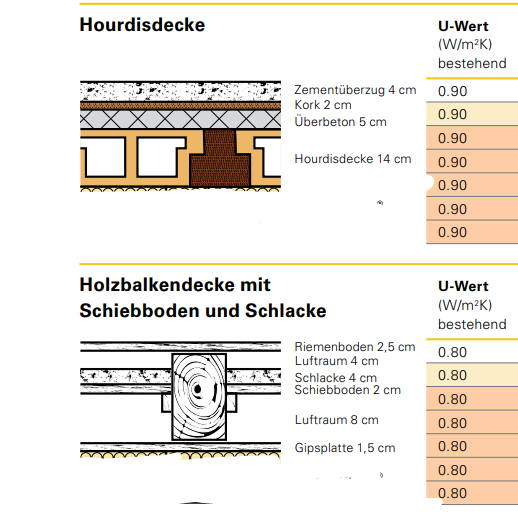 Hourdisdecke
U-Wert
(W/m²K)
bestehend
Zementüberzug 4 cm
Kork 2 cm
Überbeton 5 cm
Hourdisdecke 14 cm
0.90
0.90
0.90
0.90
0.90
0.90
0.90
Holzbalkendecke mit
Schiebboden und Schlacke
U-Wert
(W/m²K)
bestehend
Riemenboden 2,5 cm
Luftraum 4 cm
Schlacke 4 cm
Schiebboden 2 cm
Luftraum 8 cm
Gipsplatte 1,5 cm
0.80
0.80
0.80
0.80
0.80
0.80
0.80